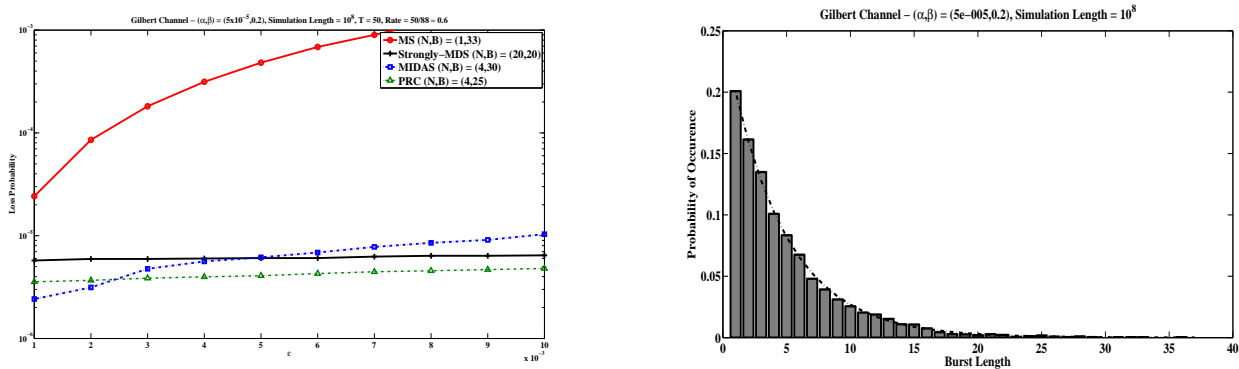 Gilbert Channel – (α,β) = (5x10⁻⁵,0.2), Simulation Length = 10⁸, T = 50, Rate = 50/88 ≈ 0.6
10⁻³
10⁻⁴
10⁻⁵
10⁻⁶
Loss Probability
MS (N,B) = (1,33)
Strongly−MDS (N,B) = (20,20)
MIDAS (N,B) = (4,30)
PRC (N,B) = (4,25)
1 2 3 4 5 6 7 8 9 10
x 10⁻³
ε
Gilbert Channel – (α,β) = (5e−005,0.2), Simulation Length = 10⁸
0.25
0.2
0.15
0.1
0.05
0
Probability of Occurence
0 5 10 15 20 25 30 35 40
Burst Length